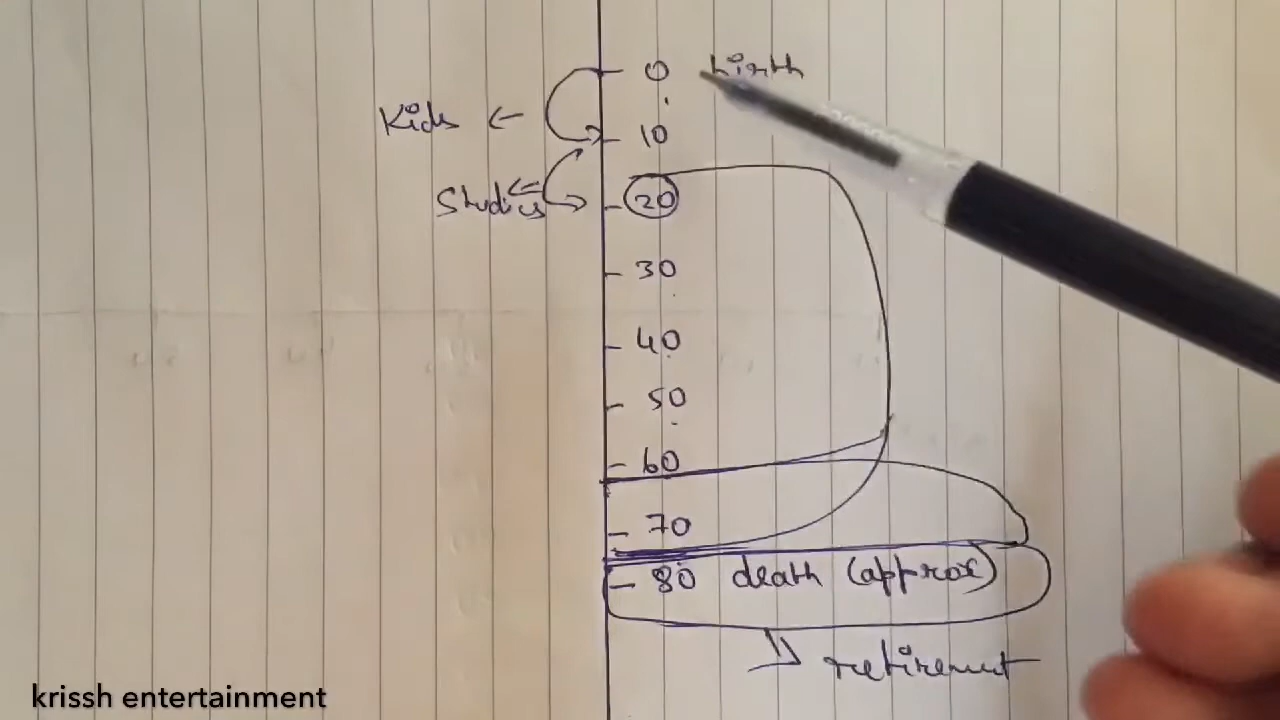 0 birth
Kids ←
10
Studies ←
20
30
40
50
60
70
80 death (approx)
retirement
krissh entertainment